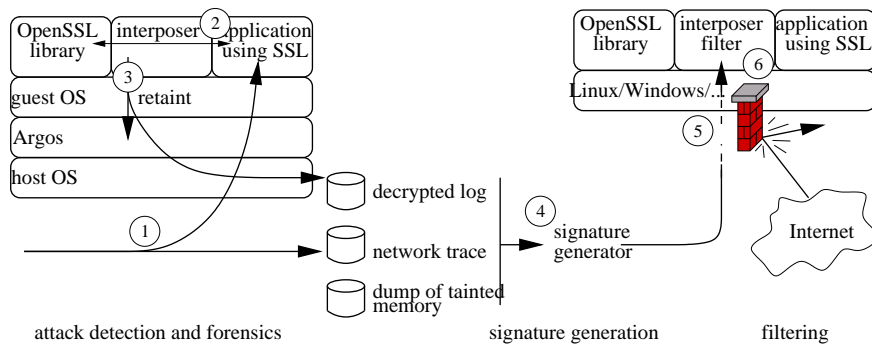 OpenSSL
library
interposer
2
application
using SSL
3
guest OS
retaint
Argos
host OS
1
decrypted log
network trace
dump of tainted
memory
attack detection and forensics
4
signature
generator
signature generation
OpenSSL
library
interposer
filter
application
using SSL
6
Linux/Windows/...
5
Internet
filtering